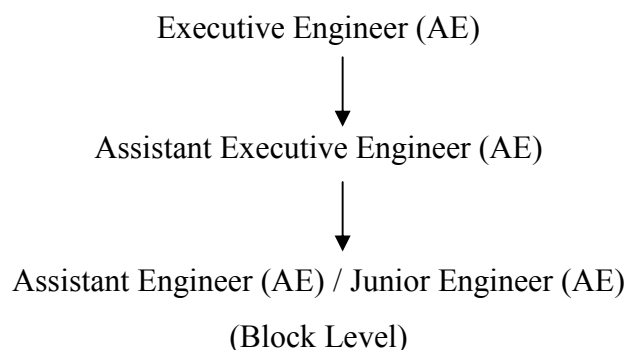 Executive Engineer (AE)
Assistant Executive Engineer (AE)
Assistant Engineer (AE) / Junior Engineer (AE)
(Block Level)